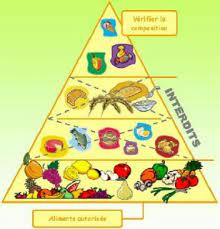 Vérifier la
composition
INTERDITS
Aliments autorisés